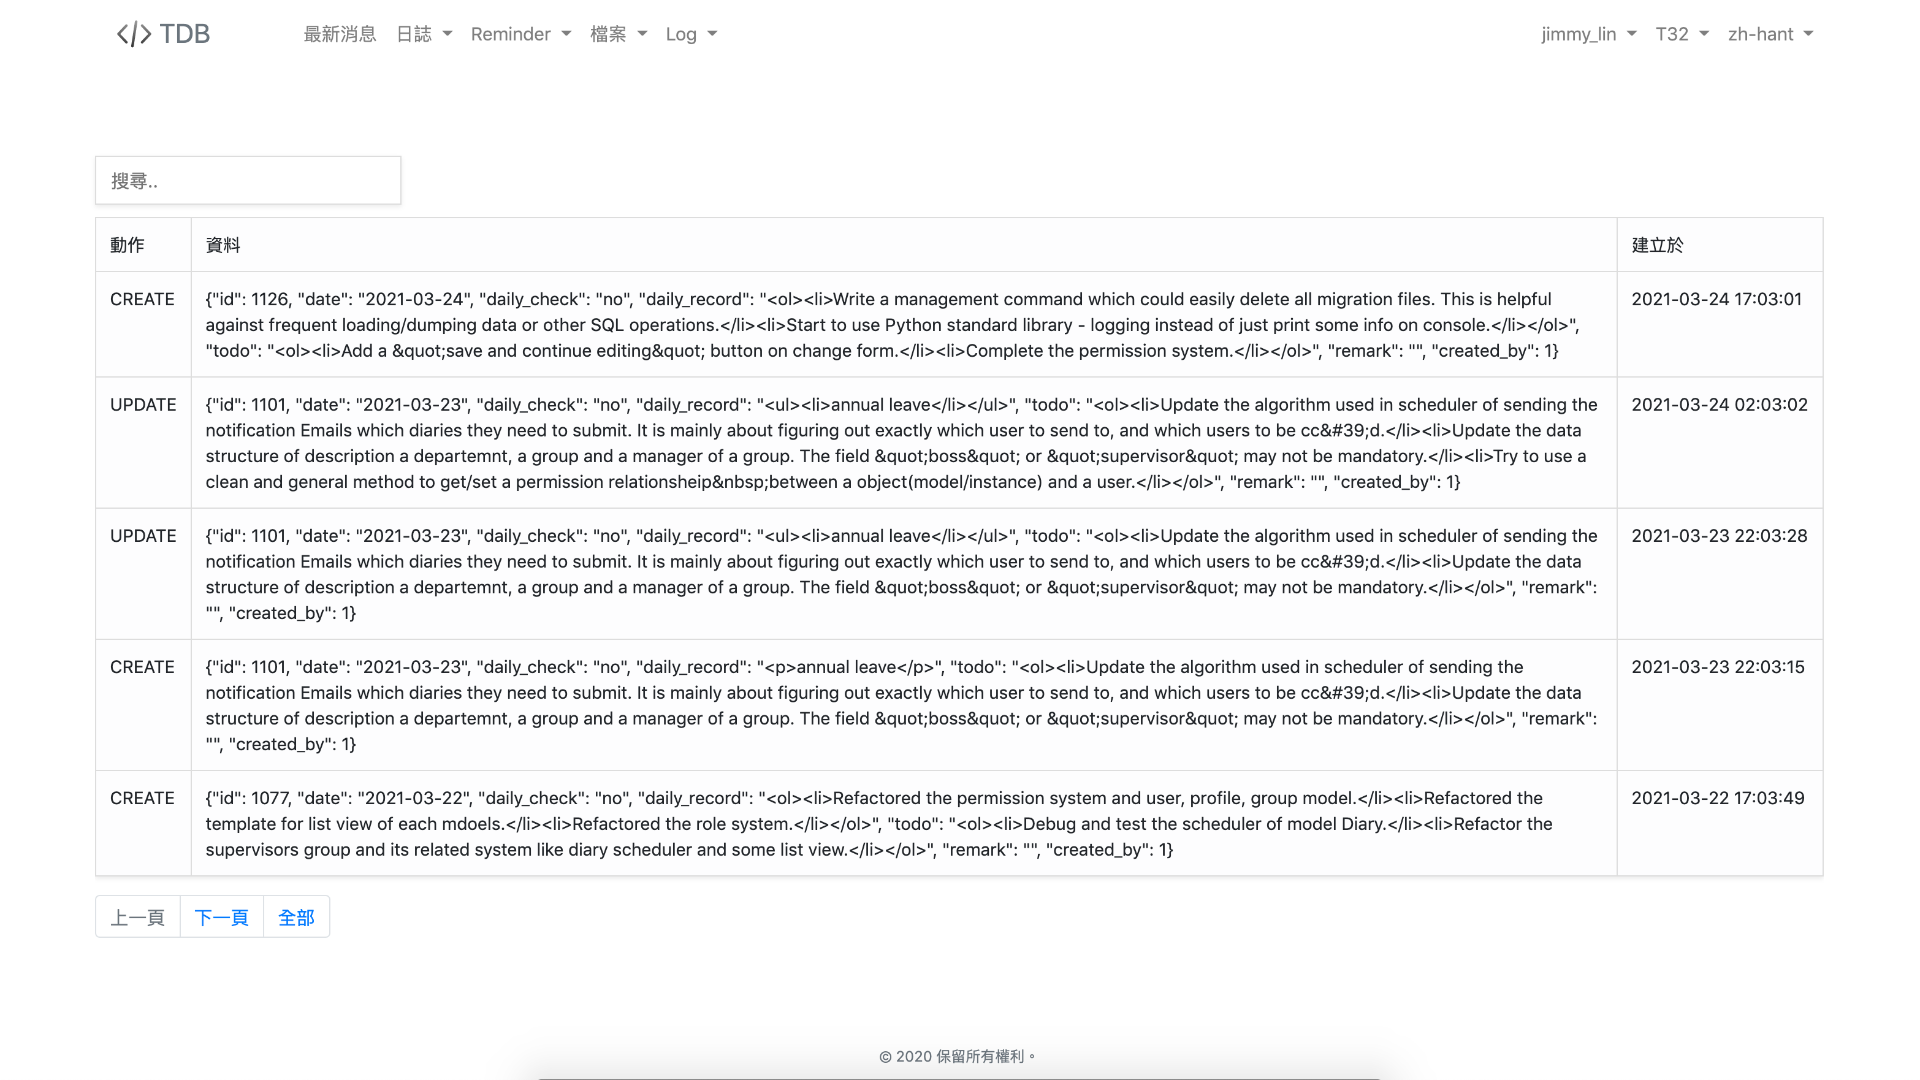 </> TDB
最新消息 日誌 Reminder 檔案 Log
jimmy_lin T32 zh-hant
搜尋..
動作 資料 建立於
CREATE {"id": 1126, "date": "2021-03-24", "daily_check": "no", "daily_record": "<ol><li>Write a management command which could easily delete all migration files. This is helpful 2021-03-24 17:03:01
against frequent loading/dumping data or other SQL operations.</li><li>Start to use Python standard library - logging instead of just print some info on console.</li></ol>",
"todo": "<ol><li>Add a &quot;save and continue editing&quot; button on change form.</li><li>Complete the permission system.</li></ol>", "remark": "", "created_by": 1}
UPDATE {"id": 1101, "date": "2021-03-23", "daily_check": "no", "daily_record": "<ul><li>annual leave</li></ul>", "todo": "<ol><li>Update the algorithm used in scheduler of sending the 2021-03-24 02:03:02
notification Emails which diaries they need to submit. It is mainly about figuring out exactly which user to send to, and which users to be cc&#39;d.</li><li>Update the data
structure of description a departemnt, a group and a manager of a group. The field &quot;boss&quot; or &quot;supervisor&quot; may not be mandatory.</li><li>Try to use a
clean and general method to get/set a permission relationsheip&nbsp;between a object(model/instance) and a user.</li></ol>", "remark": "", "created_by": 1}
UPDATE {"id": 1101, "date": "2021-03-23", "daily_check": "no", "daily_record": "<ul><li>annual leave</li></ul>", "todo": "<ol><li>Update the algorithm used in scheduler of sending the 2021-03-23 22:03:28
notification Emails which diaries they need to submit. It is mainly about figuring out exactly which user to send to, and which users to be cc&#39;d.</li><li>Update the data
structure of description a departemnt, a group and a manager of a group. The field &quot;boss&quot; or &quot;supervisor&quot; may not be mandatory.</li></ol>", "remark":
"", "created_by": 1}
CREATE {"id": 1101, "date": "2021-03-23", "daily_check": "no", "daily_record": "<p>annual leave</p>", "todo": "<ol><li>Update the algorithm used in scheduler of sending the 2021-03-23 22:03:15
notification Emails which diaries they need to submit. It is mainly about figuring out exactly which user to send to, and which users to be cc&#39;d.</li><li>Update the data
structure of description a departemnt, a group and a manager of a group. The field &quot;boss&quot; or &quot;supervisor&quot; may not be mandatory.</li></ol>", "remark":
"", "created_by": 1}
CREATE {"id": 1077, "date": "2021-03-22", "daily_check": "no", "daily_record": "<ol><li>Refactored the permission system and user, profile, group model.</li><li>Refactored the 2021-03-22 17:03:49
template for list view of each mdoels.</li><li>Refactored the role system.</li></ol>", "todo": "<ol><li>Debug and test the scheduler of model Diary.</li><li>Refactor the
supervisors group and its related system like diary scheduler and some list view.</li></ol>", "remark": "", "created_by": 1}
上一頁 下一頁 全部
© 2020 保留所有權利。